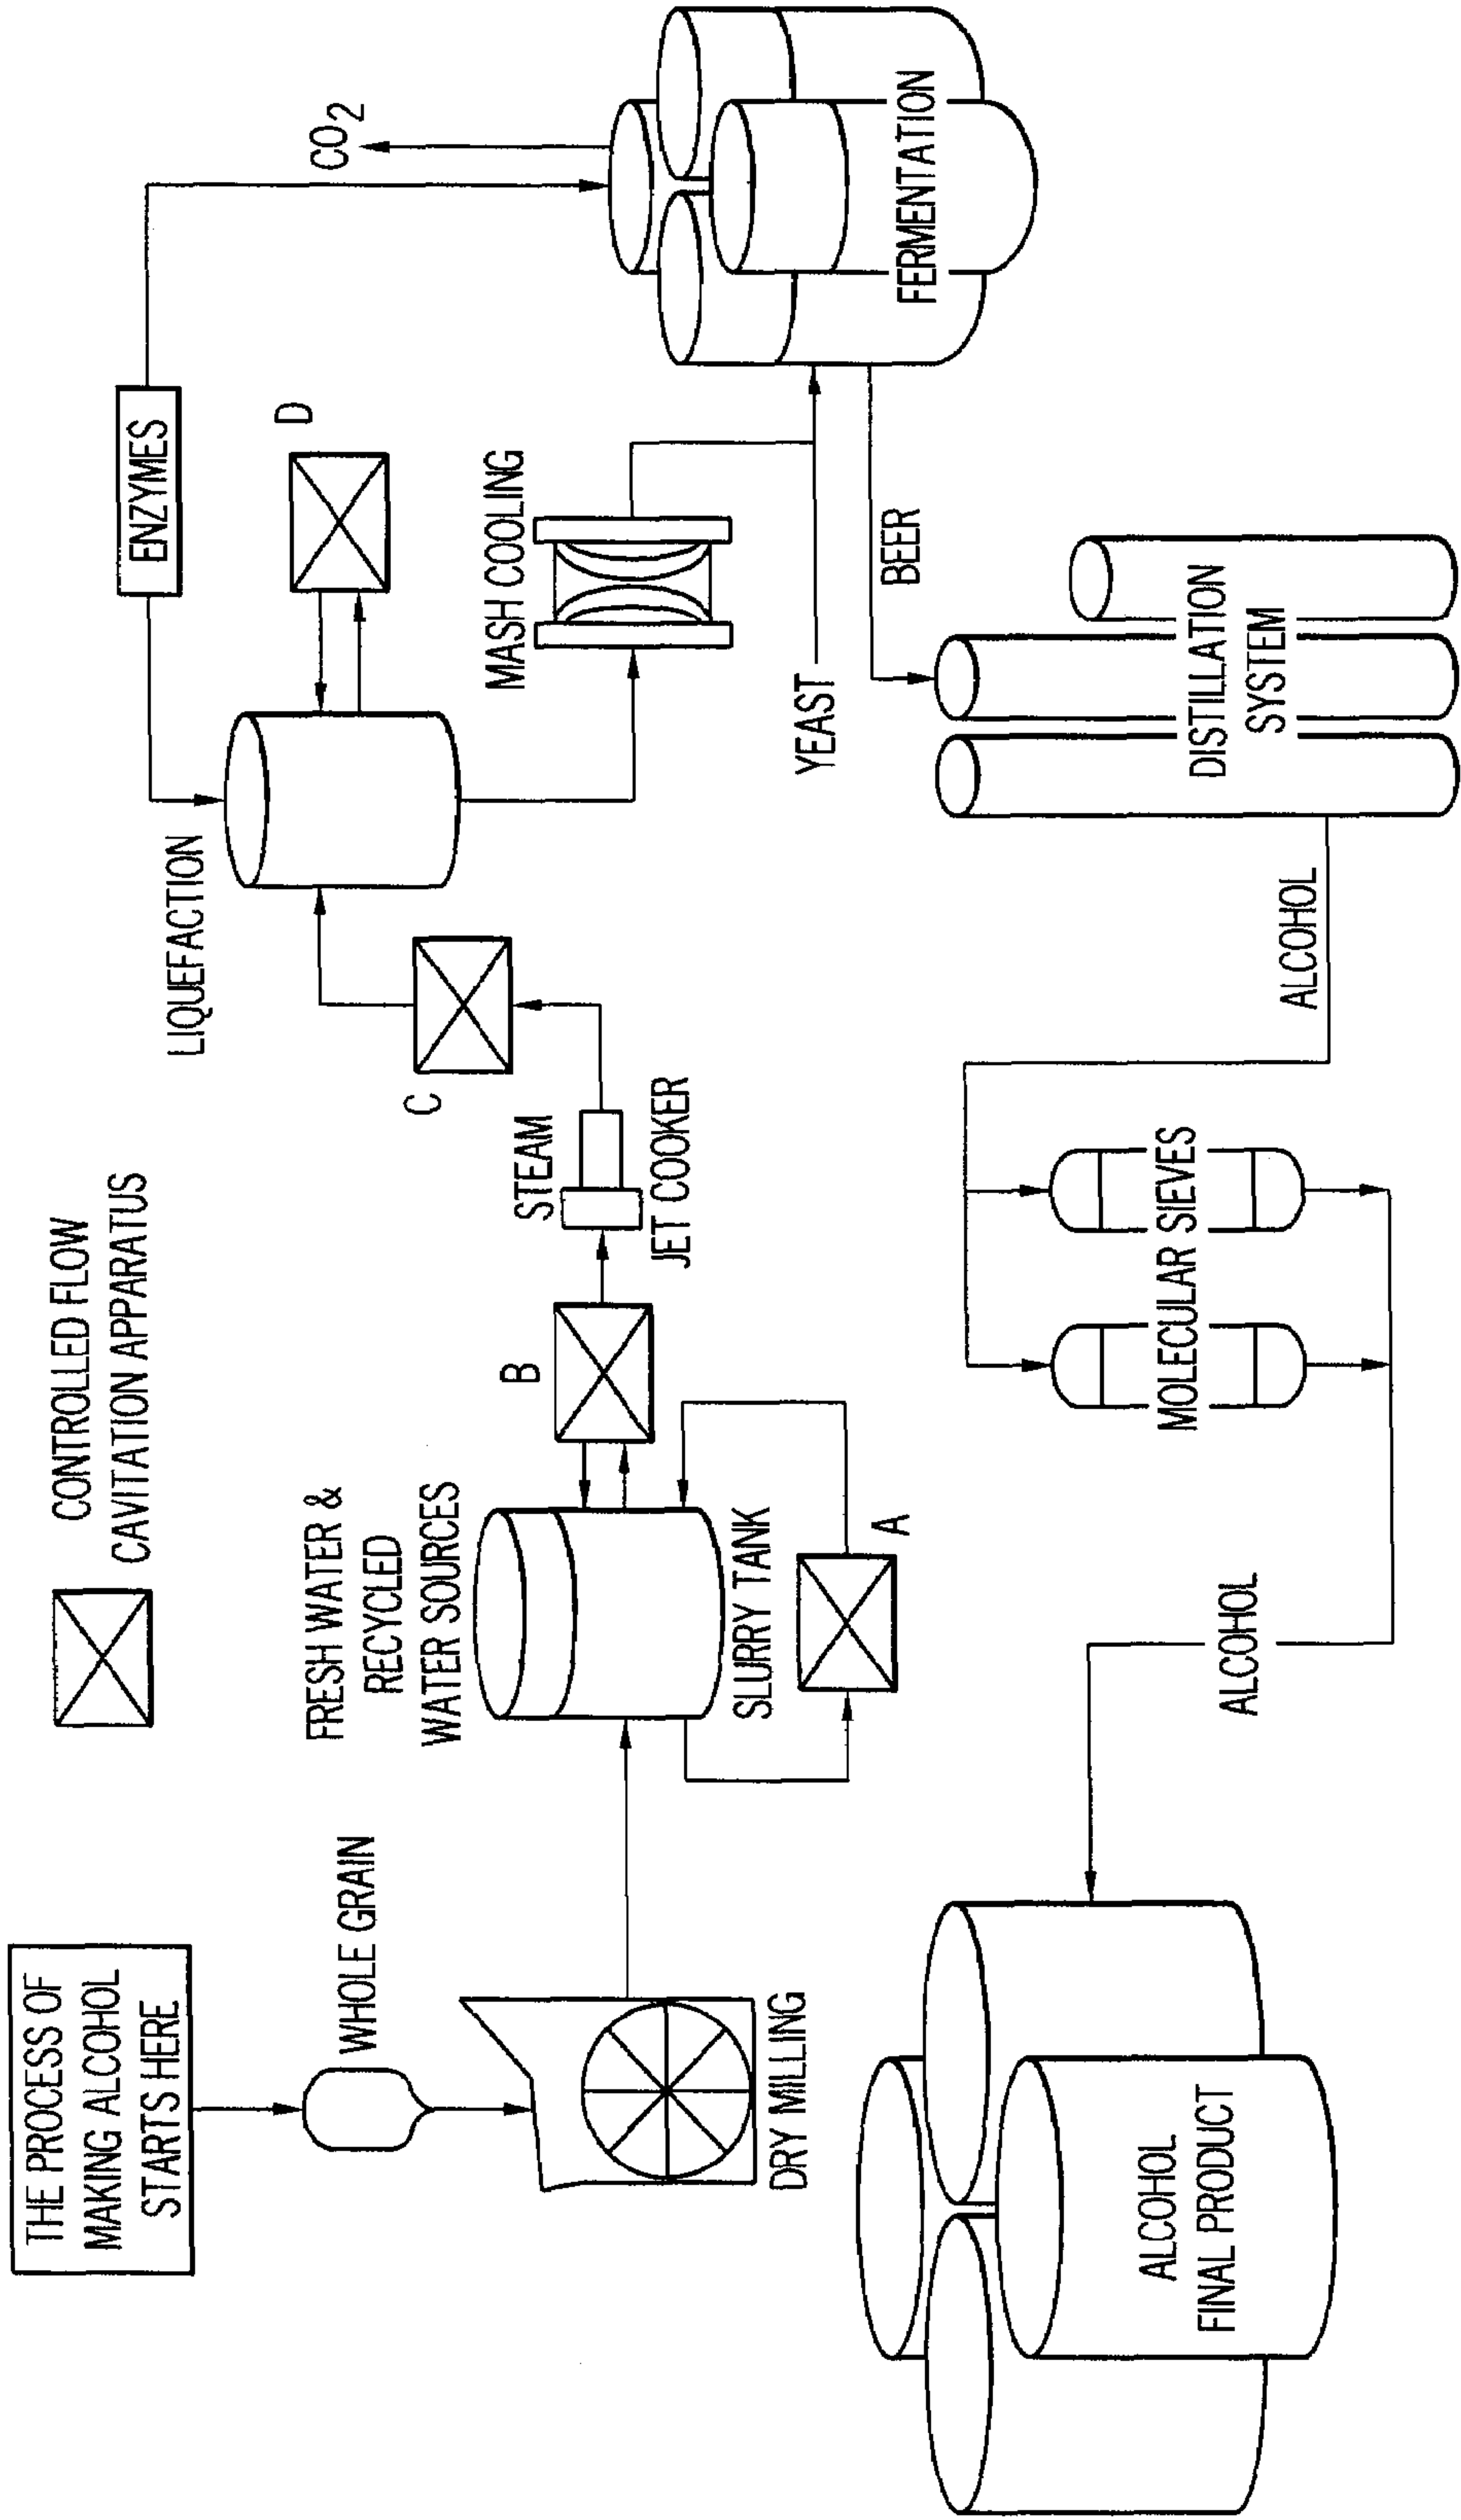 THE PROCESS OF
MAKING ALCOHOL
STARTS HERE
WHOLE GRAIN
DRY MILLING
CONTROLLED FLOW
CAVITATION APPARATUS
FRESH WATER &
RECYCLED
WATER SOURCES
SLURRY TANK
A
B
STEAM
JET COOKER
C
LIQUEFACTION
ENZYMES
D
MASH COOLING
CO2
YEAST
FERMENTATION
BEER
DISTILLATION
SYSTEM
ALCOHOL
MOLECULAR SIEVES
ALCOHOL
ALCOHOL
FINAL PRODUCT